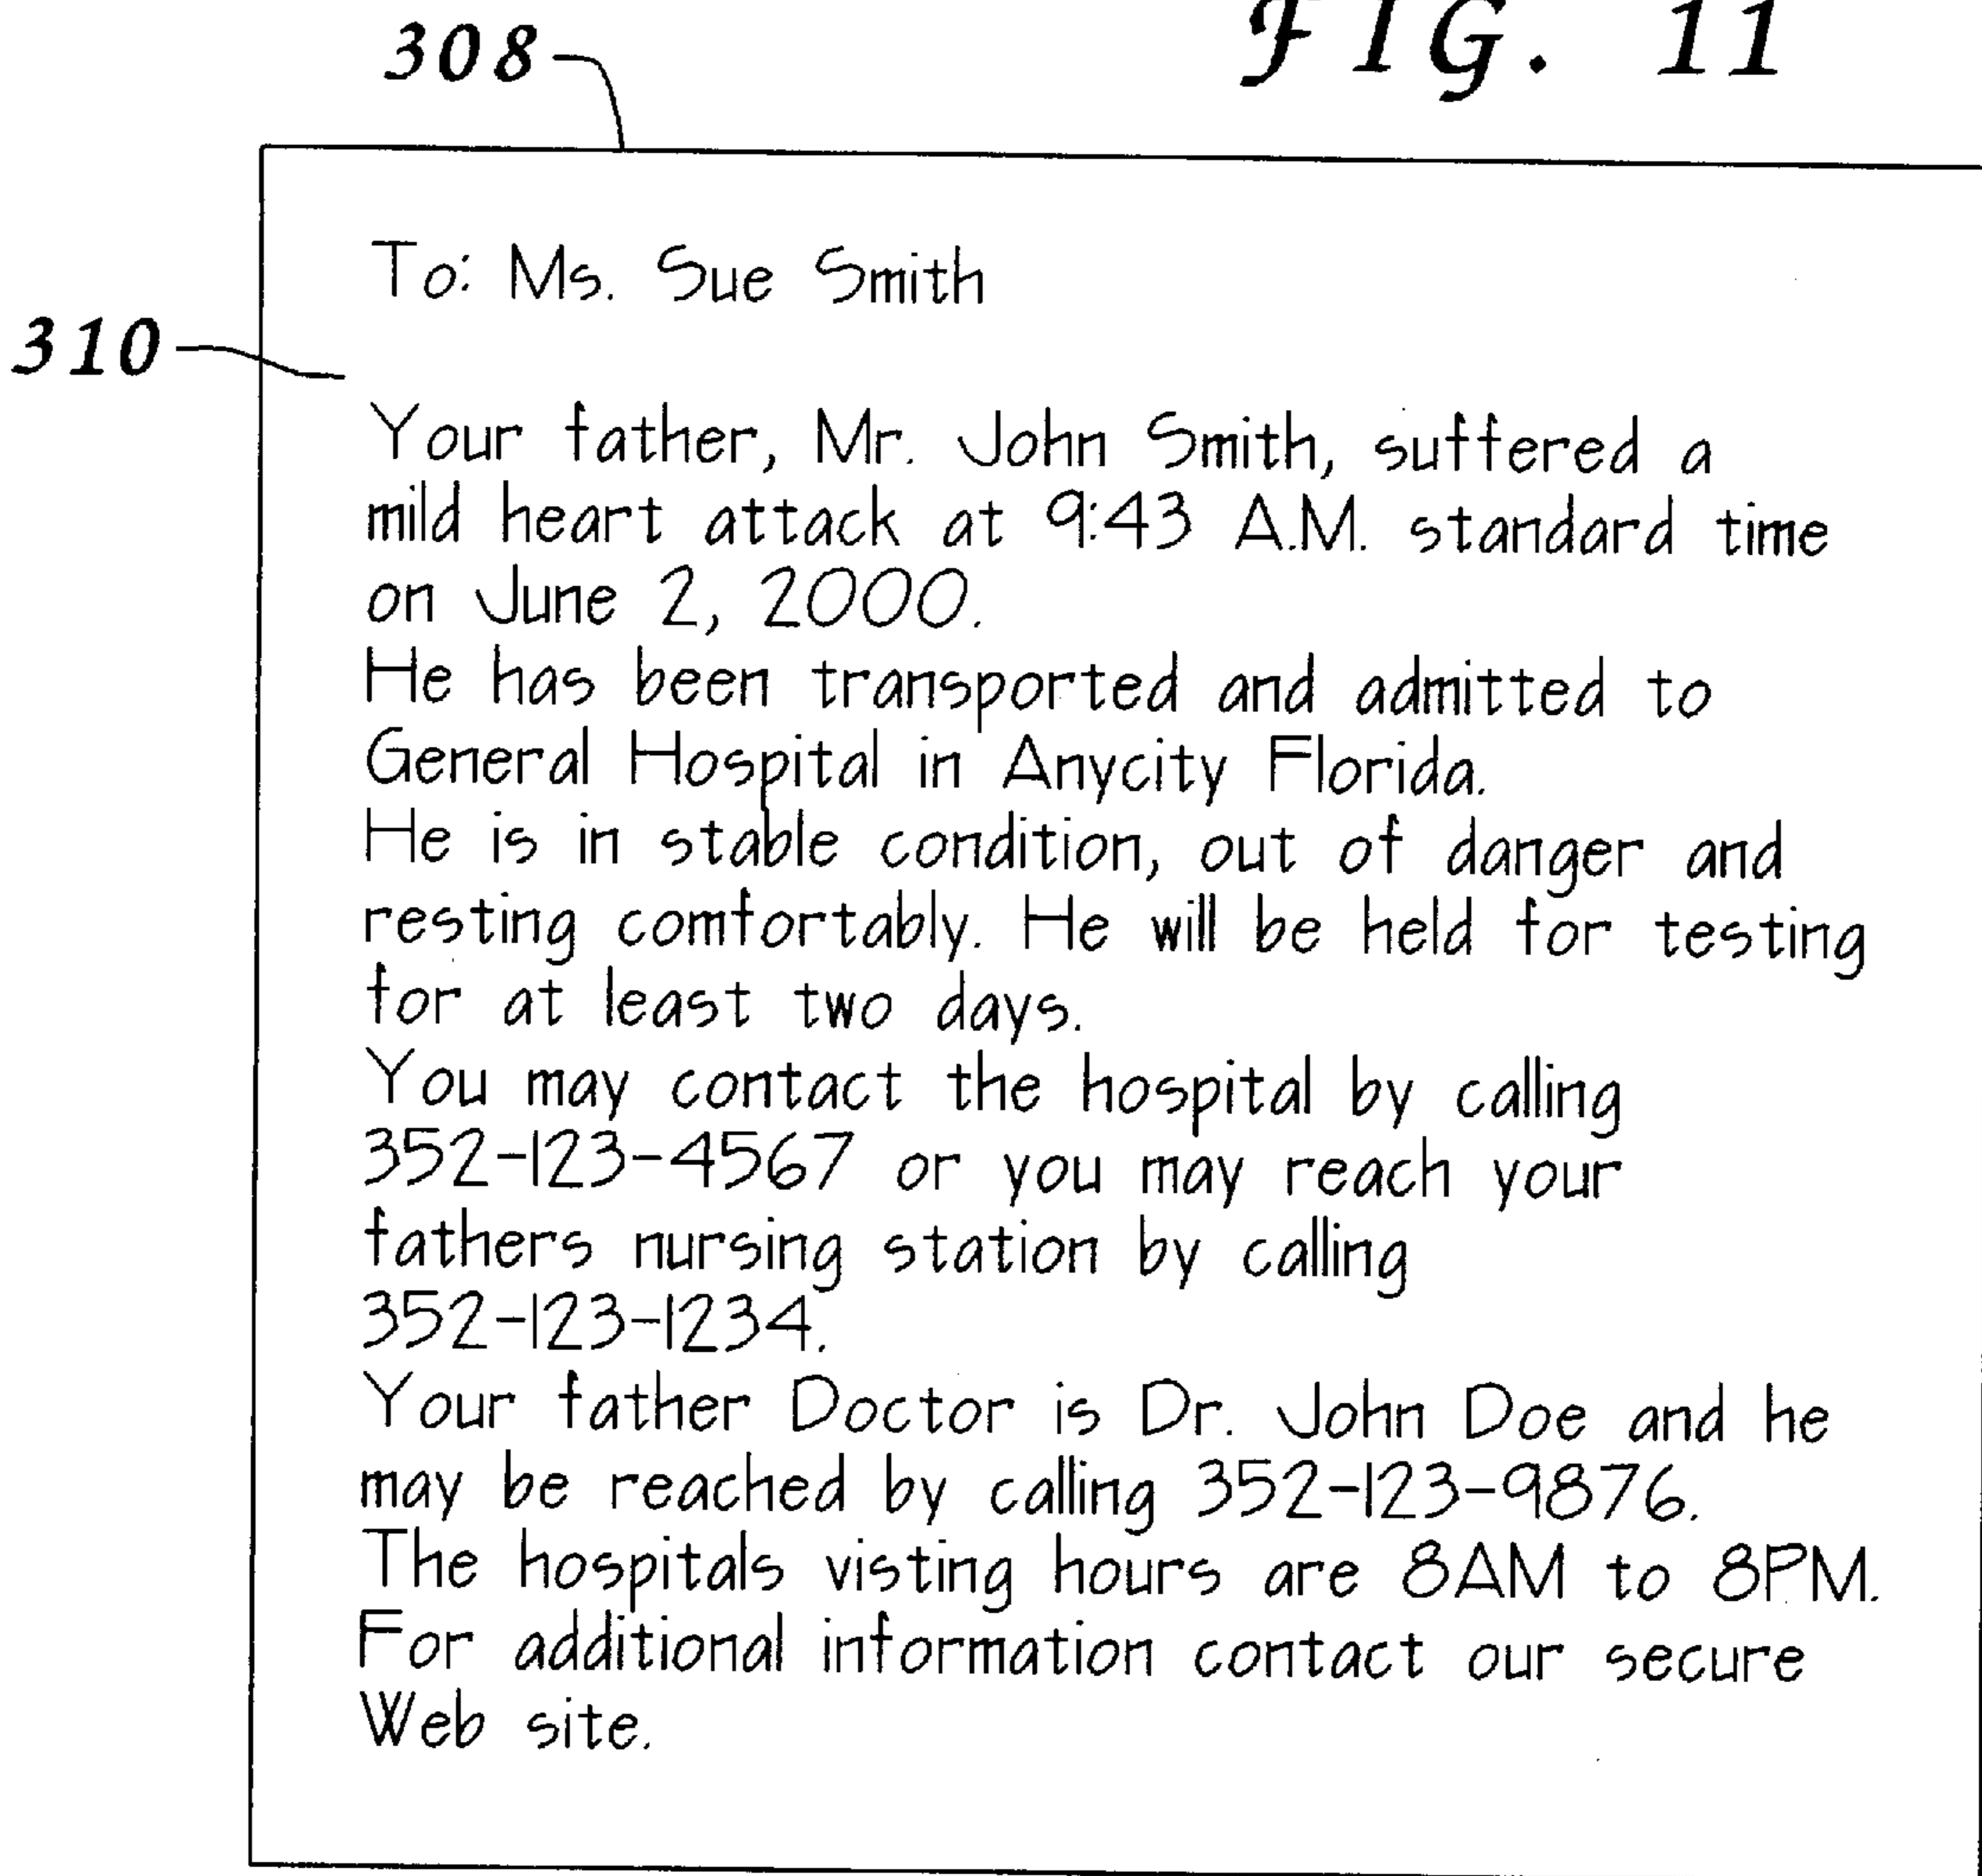 FIG. 11
308
To: Ms. Sue Smith
310
Your father, Mr. John Smith, suffered a
mild heart attack at 9:43 A.M. standard time
on June 2, 2000.
He has been transported and admitted to
General Hospital in Anycity Florida.
He is in stable condition, out of danger and
resting comfortably. He will be held for testing
for at least two days.
You may contact the hospital by calling
352-123-4567 or you may reach your
fathers nursing station by calling
352-123-1234.
Your father Doctor is Dr. John Doe and he
may be reached by calling 352-123-9876.
The hospitals visting hours are 8AM to 8PM.
For additional information contact our secure
Web site.